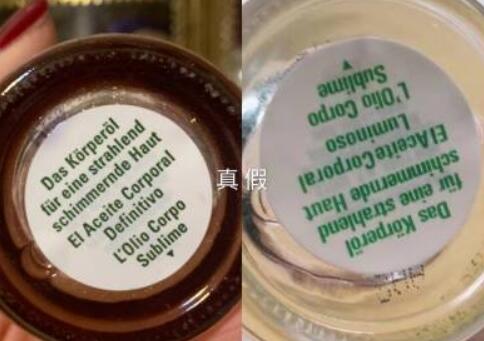 Das Körperöl
für eine strahlend
schimmernde Haut
El Aceite Corporal
Definitivo
L'Olio Corpo
Sublime
真假
Das Körperöl
für eine strahlend
schimmernde Haut
El Aceite Corporal
Luminoso
L'Olio Corpo
Sublime